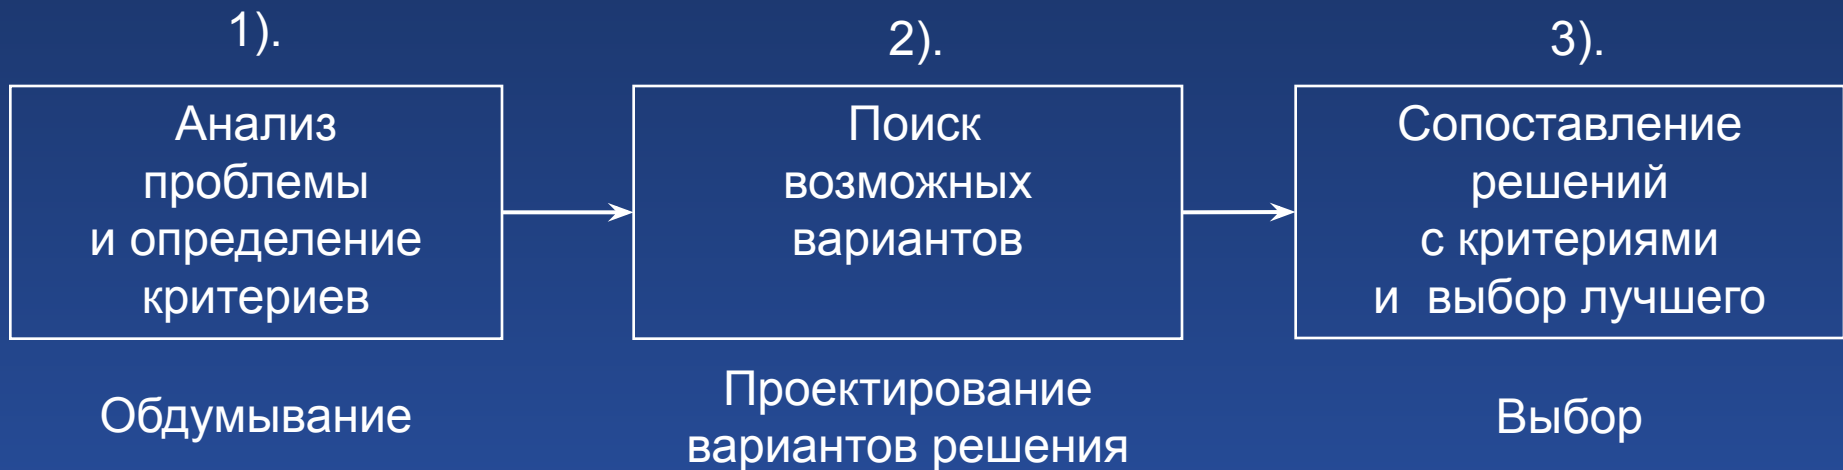 1).
Анализ
проблемы
и определение
критериев
Обдумывание
2).
Поиск
возможных
вариантов
Проектирование
вариантов решения
3).
Сопоставление
решений
с критериями
и выбор лучшего
Выбор